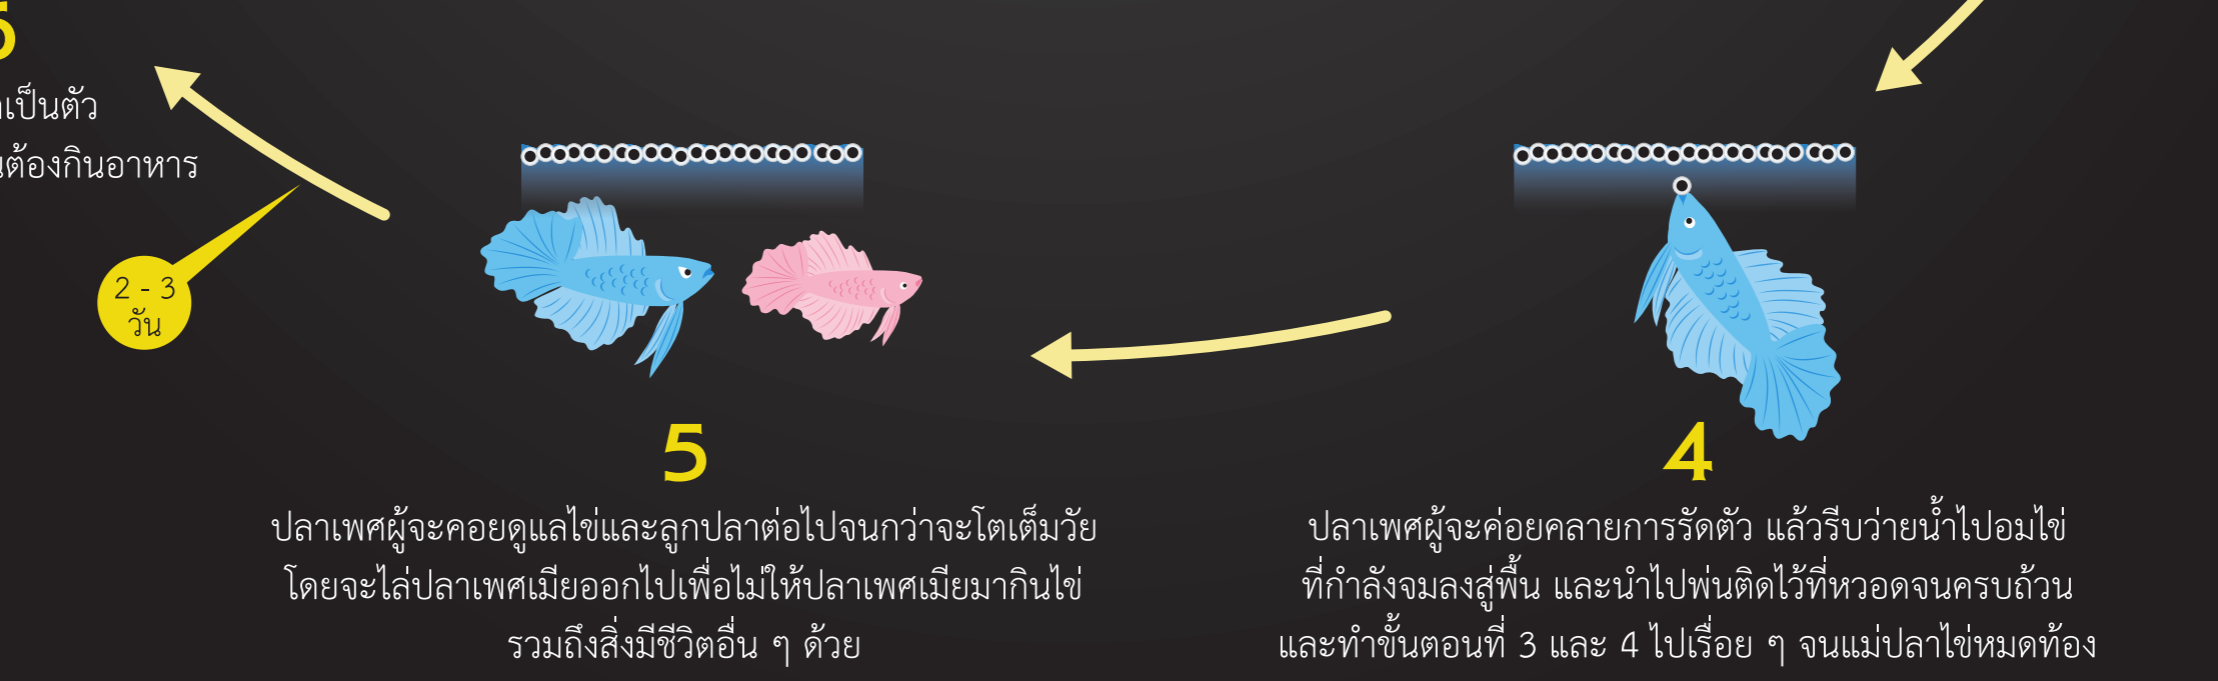 เป็นตัว
ต้องกินอาหาร
2 - 3
วัน
5
ปลาเพศผู้จะคอยดูแลไข่และลูกปลาต่อไปจนกว่าจะโตเต็มวัย
โดยจะไล่ปลาเพศเมียออกไปเพื่อไม่ให้ปลาเพศเมียมากินไข่
รวมถึงสิ่งมีชีวิตอื่น ๆ ด้วย
4
ปลาเพศผู้จะค่อยคลายการรัดตัว แล้วรีบว่ายน้ำไปอมไข่
ที่กำลังจมลงสู่พื้น และนำไปพ่นติดไว้ที่หวอดจนครบถ้วน
และทำขั้นตอนที่ 3 และ 4 ไปเรื่อย ๆ จนแม่ปลาไข่หมดท้อง